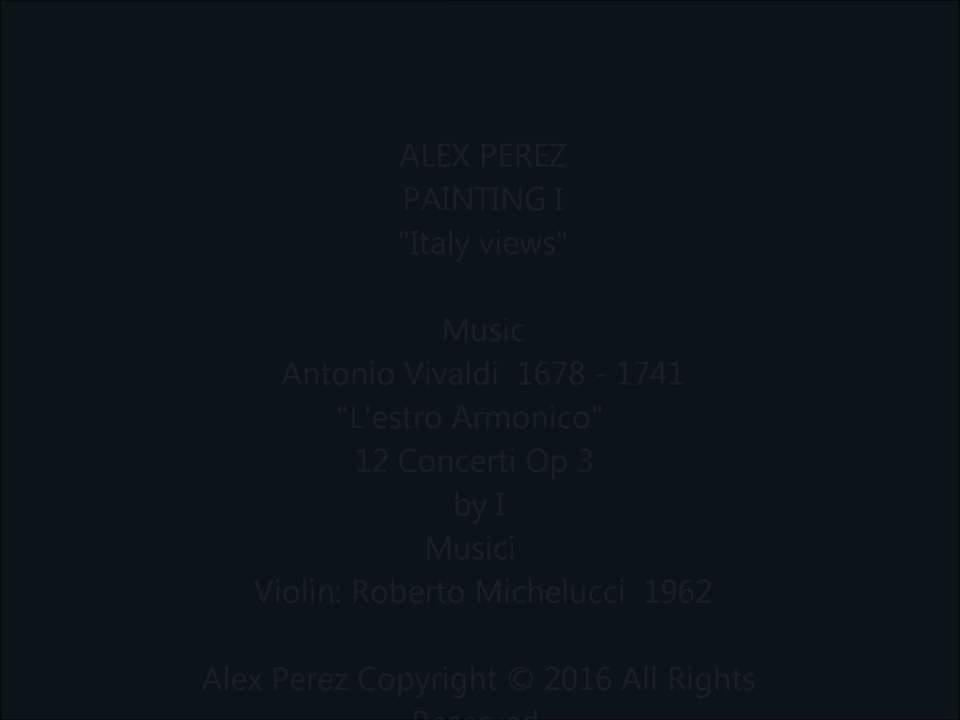 ALEX PEREZ
PAINTING I
"Italy views"
Music
Antonio Vivaldi  1678 - 1741
"L'estro Armonico"
12 Concerti Op 3
by I
Musici
Violin: Roberto Michelucci  1962
Alex Perez Copyright © 2016 All Rights
Reserved